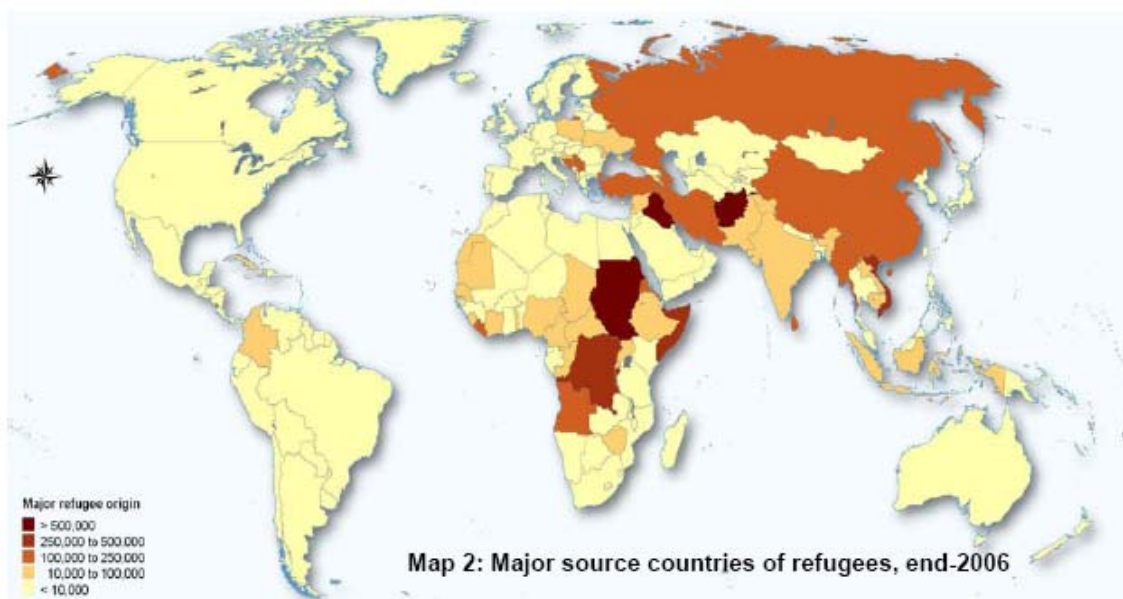 Major refugee origin
> 500,000
250,000 to 500,000
100,000 to 250,000
10,000 to 100,000
< 10,000
Map 2: Major source countries of refugees, end-2006